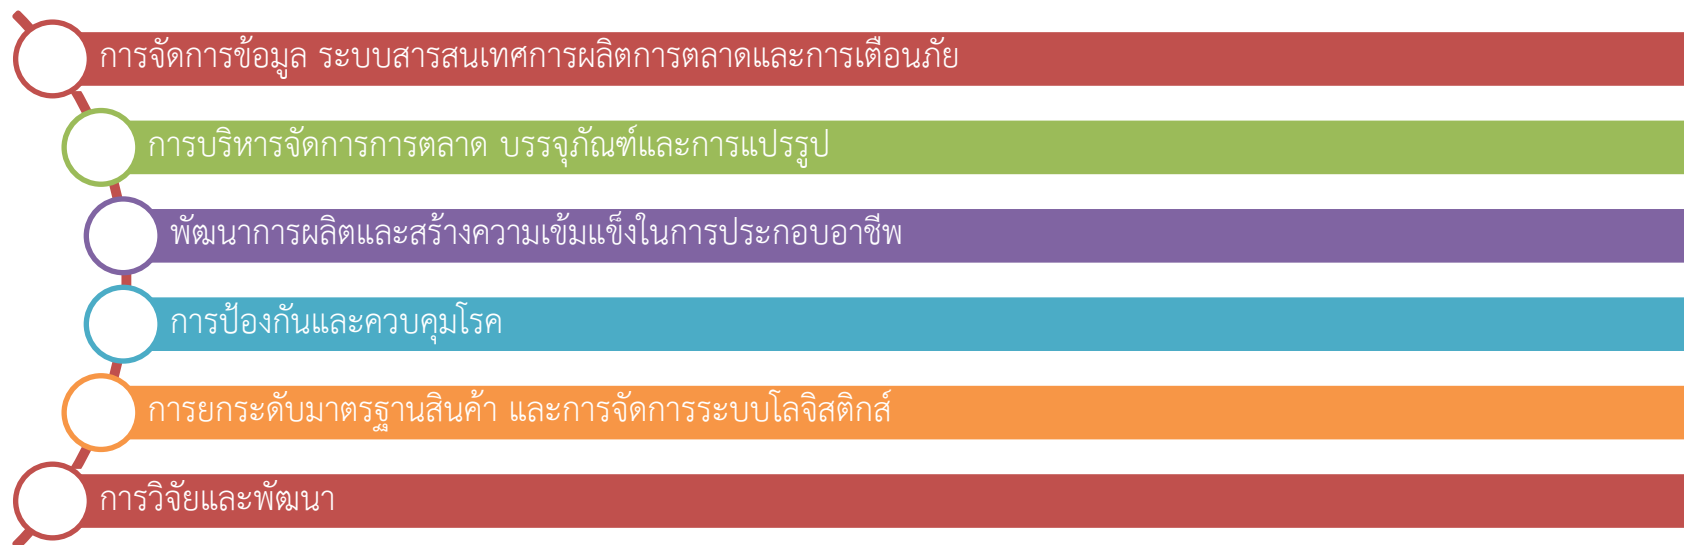 การจัดการข้อมูล ระบบสารสนเทศการผลิตการตลาดและการเตือนภัย
การบริหารจัดการการตลาด บรรจุภัณฑ์และการแปรรูป
พัฒนาการผลิตและสร้างความเข้มแข็งในการประกอบอาชีพ
การป้องกันและควบคุมโรค
การยกระดับมาตรฐานสินค้า และการจัดการระบบโลจิสติกส์
การวิจัยและพัฒนา